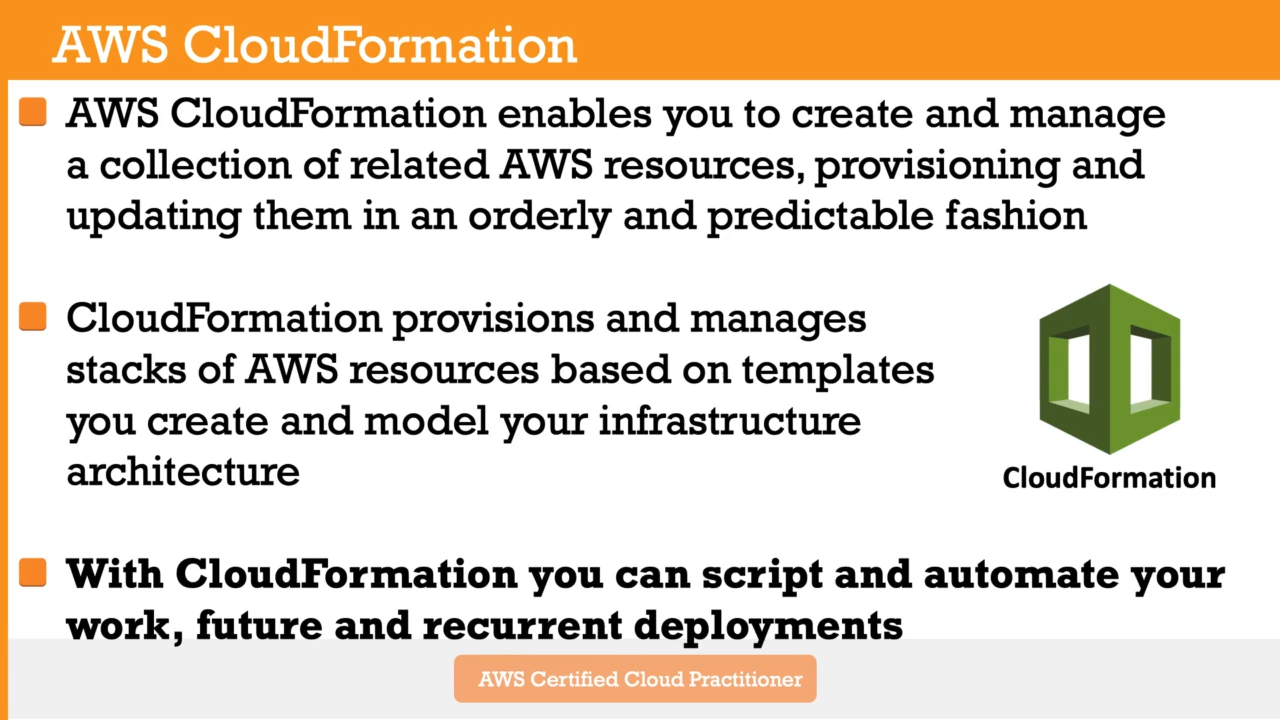 AWS CloudFormation
AWS CloudFormation enables you to create and manage
a collection of related AWS resources, provisioning and
updating them in an orderly and predictable fashion
CloudFormation provisions and manages
stacks of AWS resources based on templates
you create and model your infrastructure
architecture
CloudFormation
With CloudFormation you can script and automate your
work, future and recurrent deployments
AWS Certified Cloud Practitioner